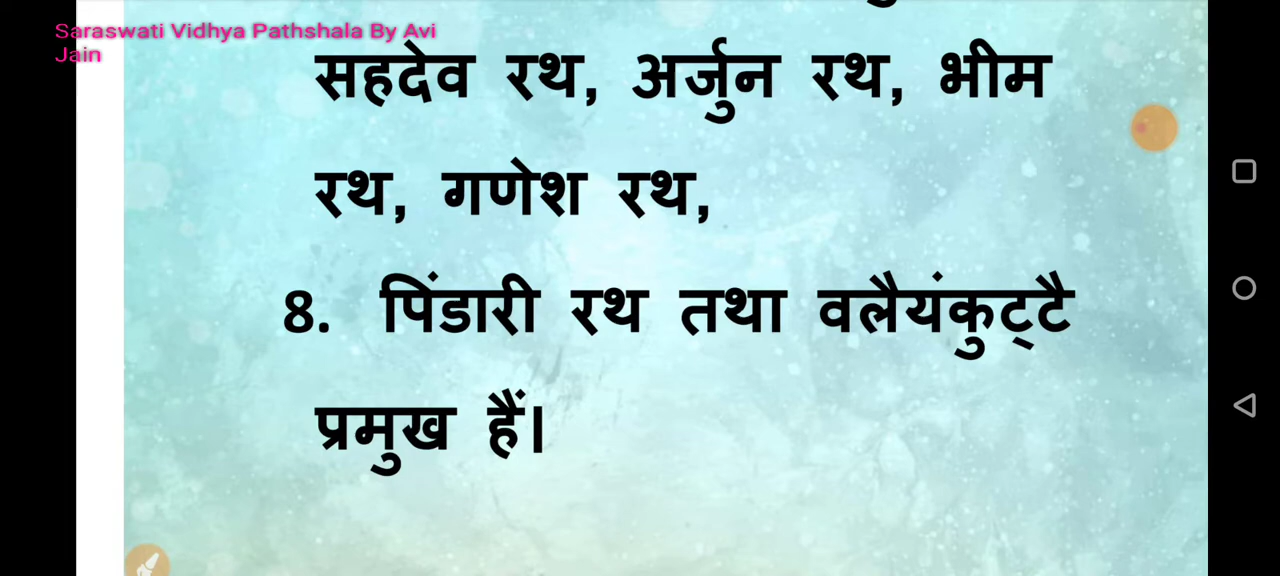 Saraswati Vidhya Pathshala By Avi
Jain
सहदेव रथ, अर्जुन रथ, भीम
रथ, गणेश रथ,
8. पिंडारी रथ तथा वलैयंकुट्टै
प्रमुख हैं।